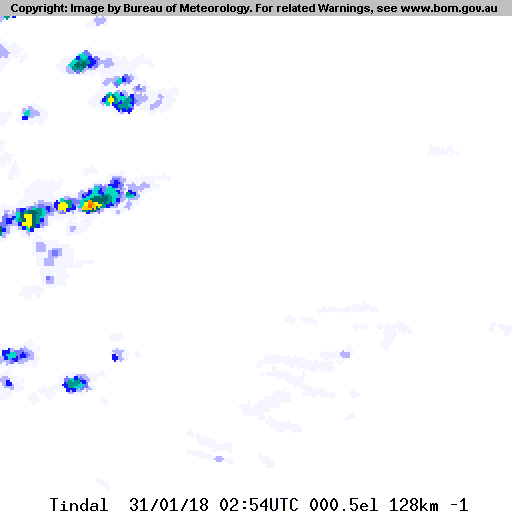 Copyright: Image by Bureau of Meteorology. For related Warnings, see www.bom.gov.au
Tindal 31/01/18 02:54UTC 000.5el 128km -1